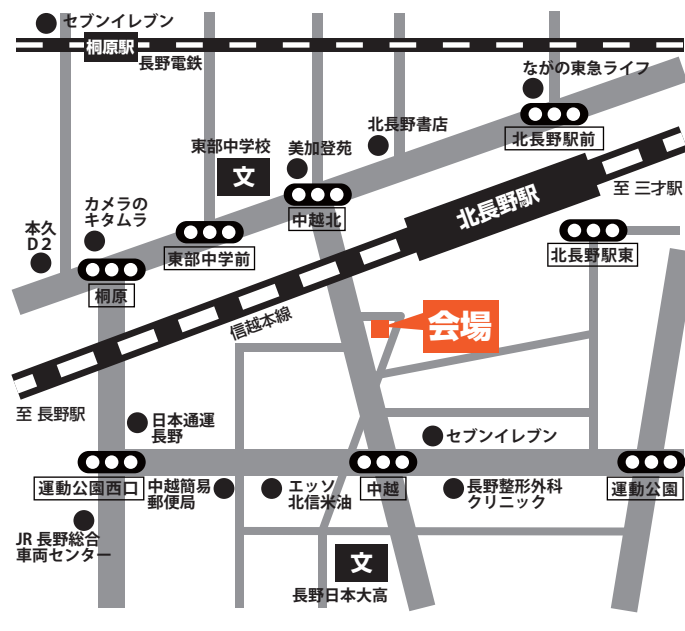 セブンイレブン
桐原駅
長野電鉄
ながの東急ライフ
北長野書店
北長野駅前
東部中学校
文
美加登苑
至 三才駅
カメラの
キタムラ
中越北
北長野駅
本久
D2
東部中学前
北長野駅東
桐原
信越本線
会場
至 長野駅
日本通運
長野
セブンイレブン
運動公園西口
中越簡易
郵便局
エッソ
北信米油
中越
長野整形外科
クリニック
運動公園
JR 長野総合
車両センター
文
長野日本大高